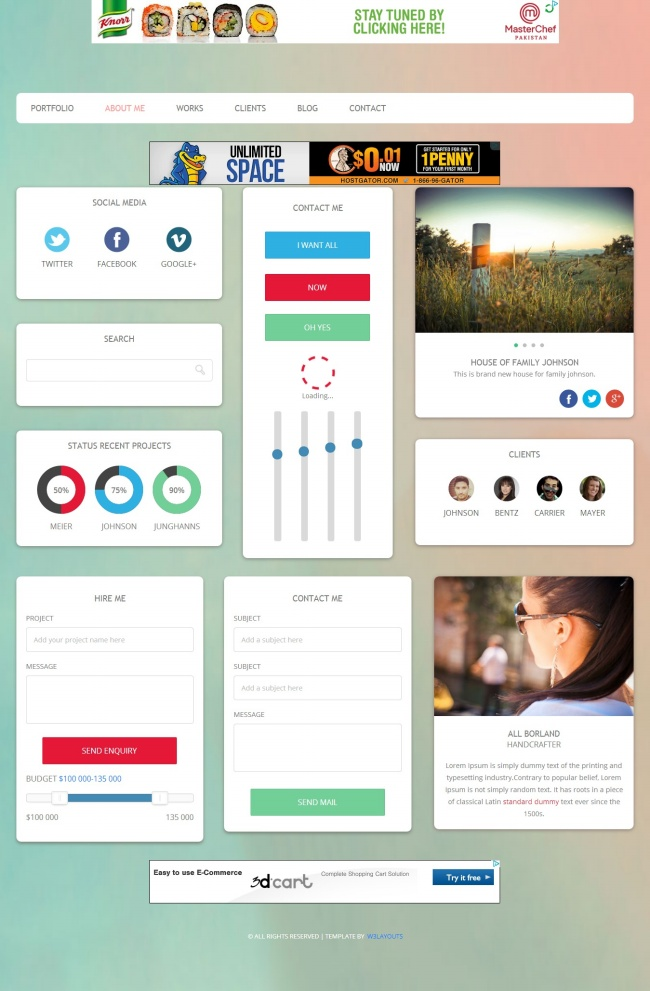 Knorr
STAY TUNED BY
CLICKING HERE!
MasterChef
PAKISTAN
PORTFOLIO
ABOUT ME
WORKS
CLIENTS
BLOG
CONTACT
UNLIMITED
SPACE
$0.01
NOW
GET STARTED FOR ONLY
1PENNY
FOR YOUR FIRST MONTH
HOSTGATOR.COM
1-866-96-GATOR
SOCIAL MEDIA
TWITTER
FACEBOOK
GOOGLE+
SEARCH
STATUS RECENT PROJECTS
50%
75%
90%
MEIER
JOHNSON
JUNGHANNS
CONTACT ME
I WANT ALL
NOW
OH YES
Loading...
HOUSE OF FAMILY JOHNSON
This is brand new house for family johnson.
CLIENTS
JOHNSON
BENTZ
CARRIER
MAYER
HIRE ME
PROJECT
Add your project name here
MESSAGE
SEND ENQUIRY
BUDGET $100 000-135 000
$100 000
135 000
CONTACT ME
SUBJECT
Add a subject here
SUBJECT
Add a subject here
MESSAGE
SEND MAIL
ALL BORLAND
HANDCRAFTER
Lorem Ipsum is simply dummy text of the printing and
typesetting industry.Contrary to popular belief. Lorem
Ipsum is not simply random text. It has roots in a piece
of classical Latin standard dummy text ever since the
1500s.
Easy to use E-Commerce
3dcart
Complete Shopping Cart Solution
Try it free
© ALL RIGHTS RESERVED | TEMPLATE BY W3LAYOUTS